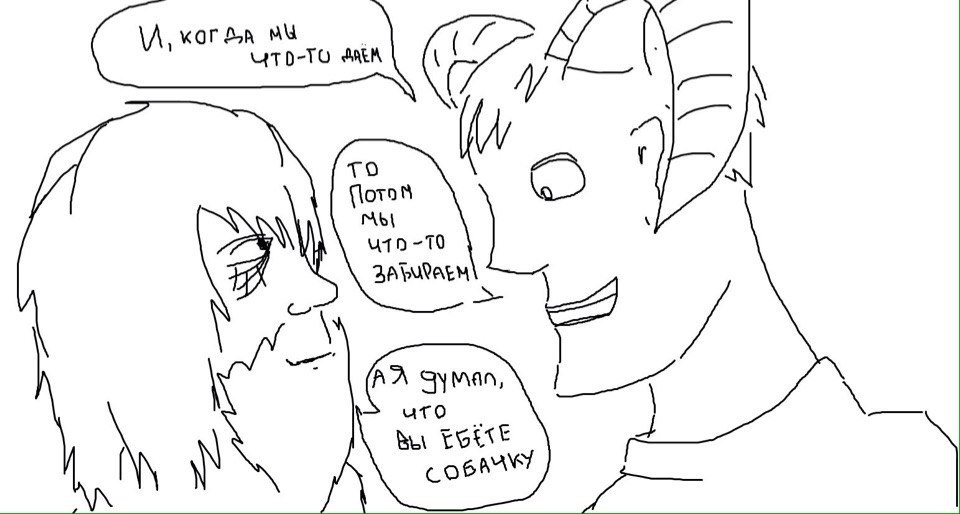 И, КОГДА МЫ
ЧТО-ТО ДАЁМ
ТО
ПОТОМ
МЫ
ЧТО-ТО
ЗАБИРАЕМ
А Я ДУМАЛ,
ЧТО
ВЫ ЕБЁТЕ
СОБАЧКУ